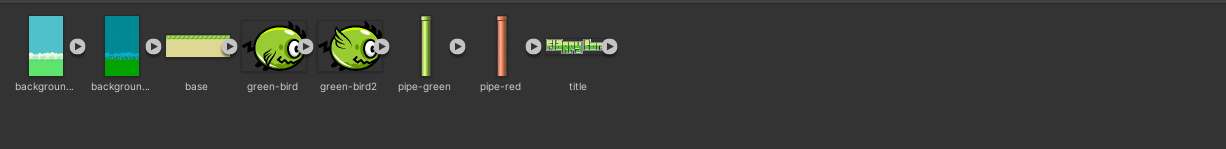 backgroun...
backgroun...
base
green-bird
green-bird2
pipe-green
pipe-red
title